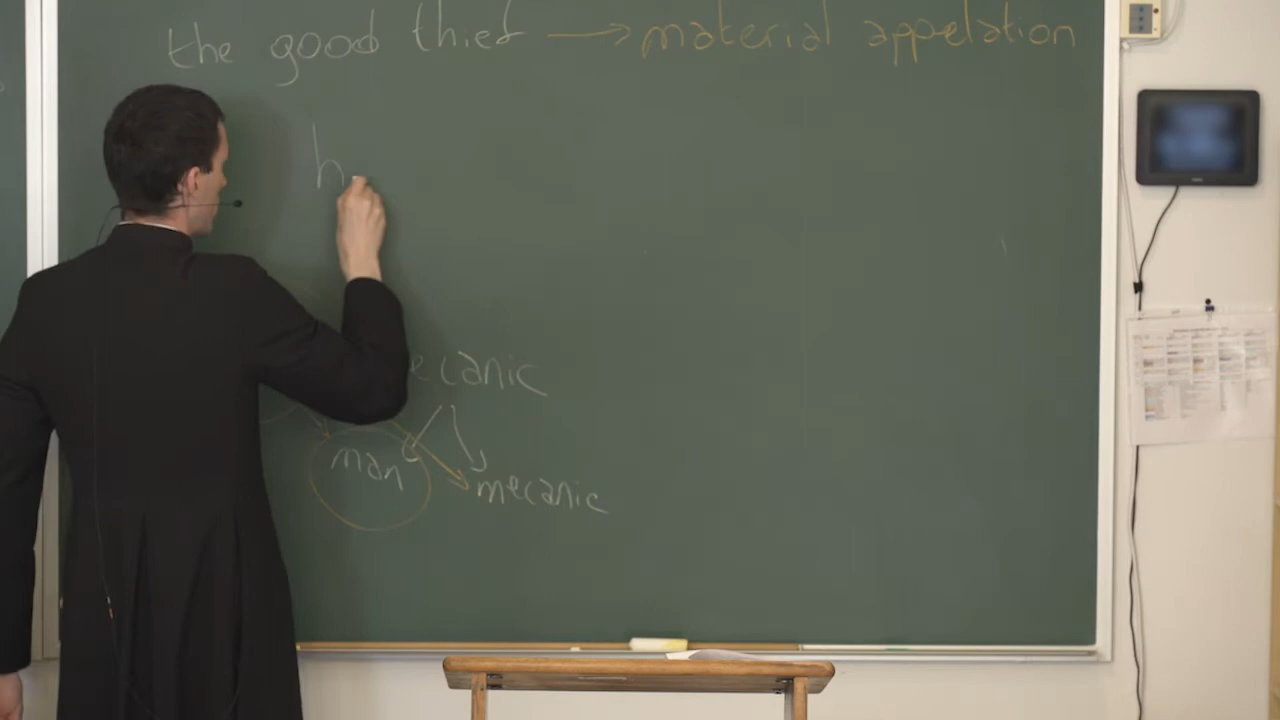 the good thief → material appelation
h
ecanic
man
mecanic